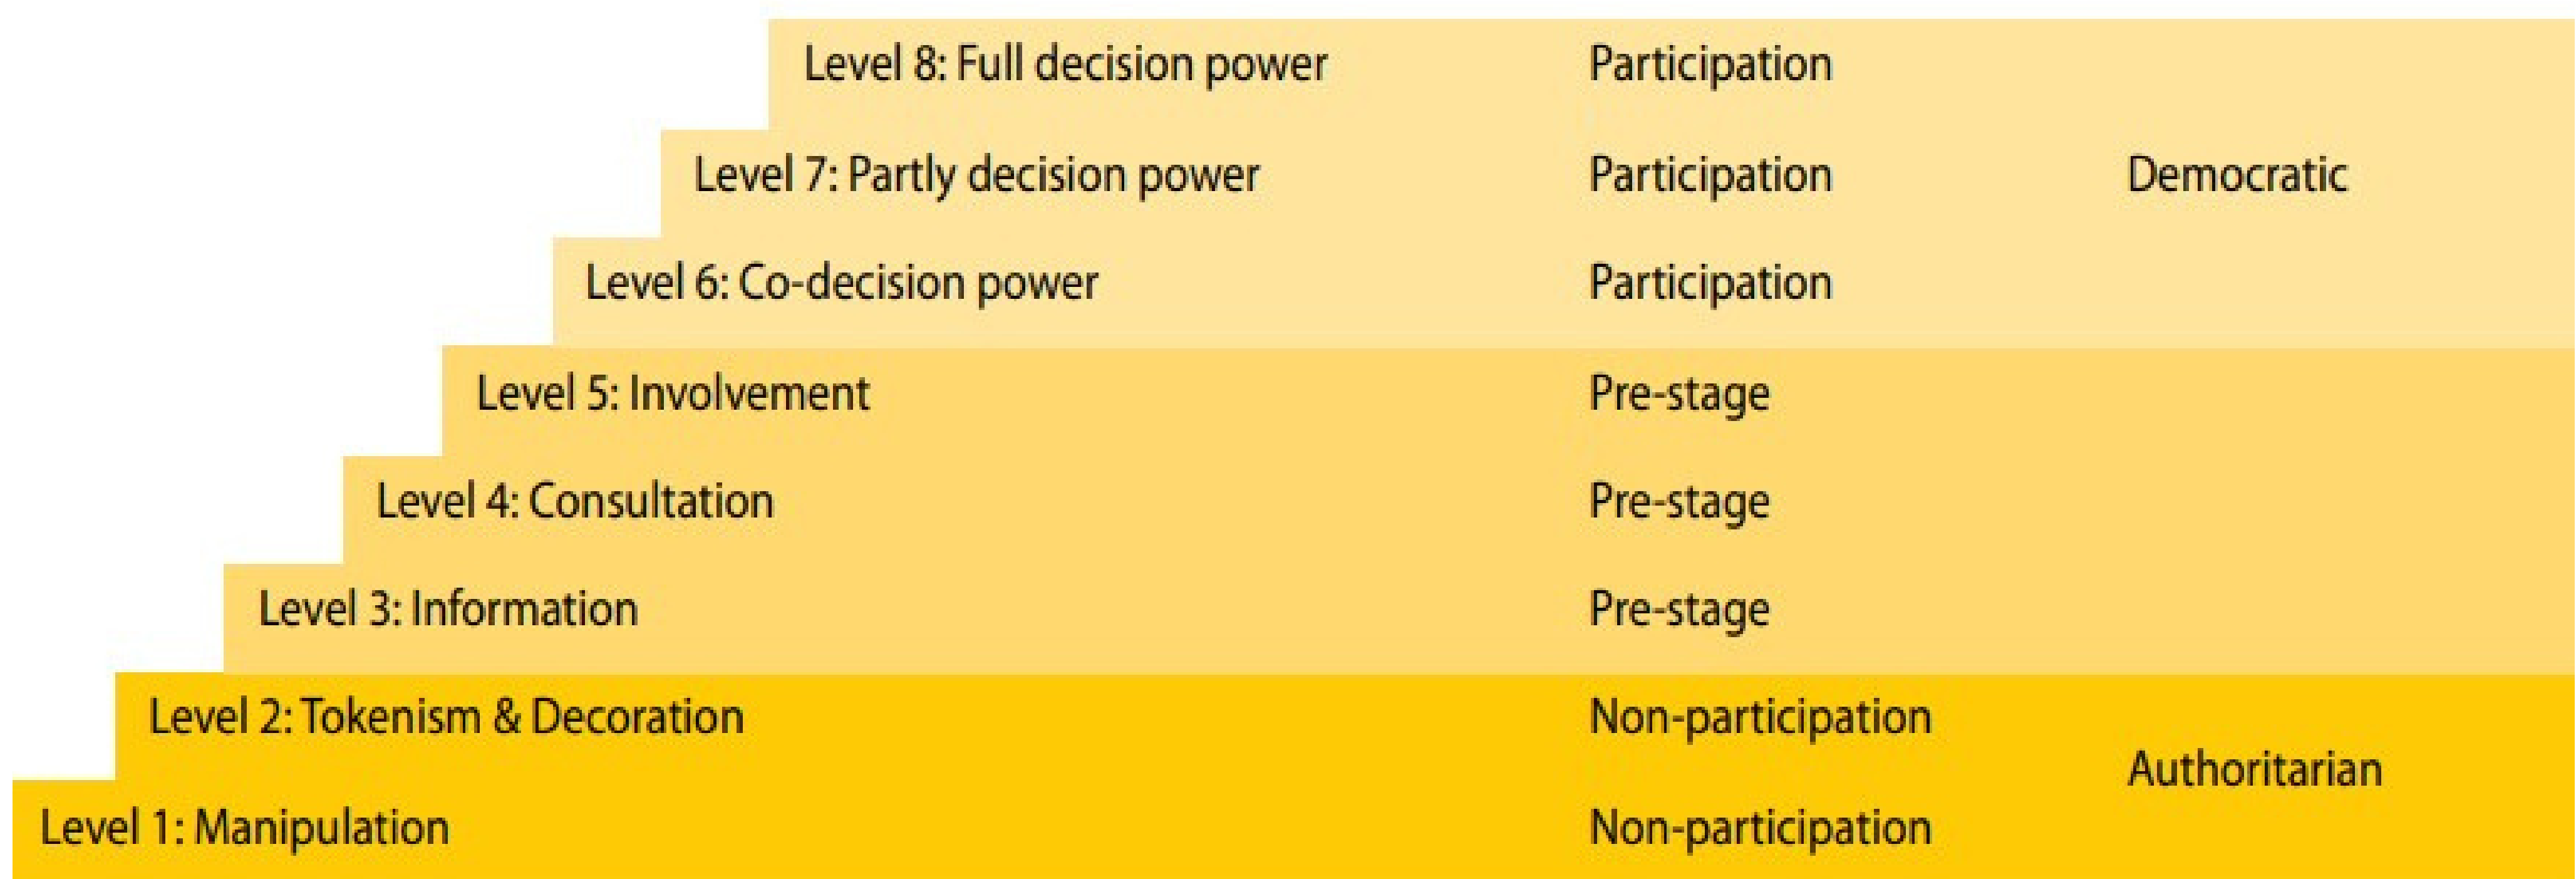 Level 8: Full decision power Participation
Level 7: Partly decision power Participation Democratic
Level 6: Co-decision power Participation
Level 5: Involvement Pre-stage
Level 4: Consultation Pre-stage
Level 3: Information Pre-stage
Level 2: Tokenism & Decoration Non-participation
Authoritarian
Level 1: Manipulation Non-participation